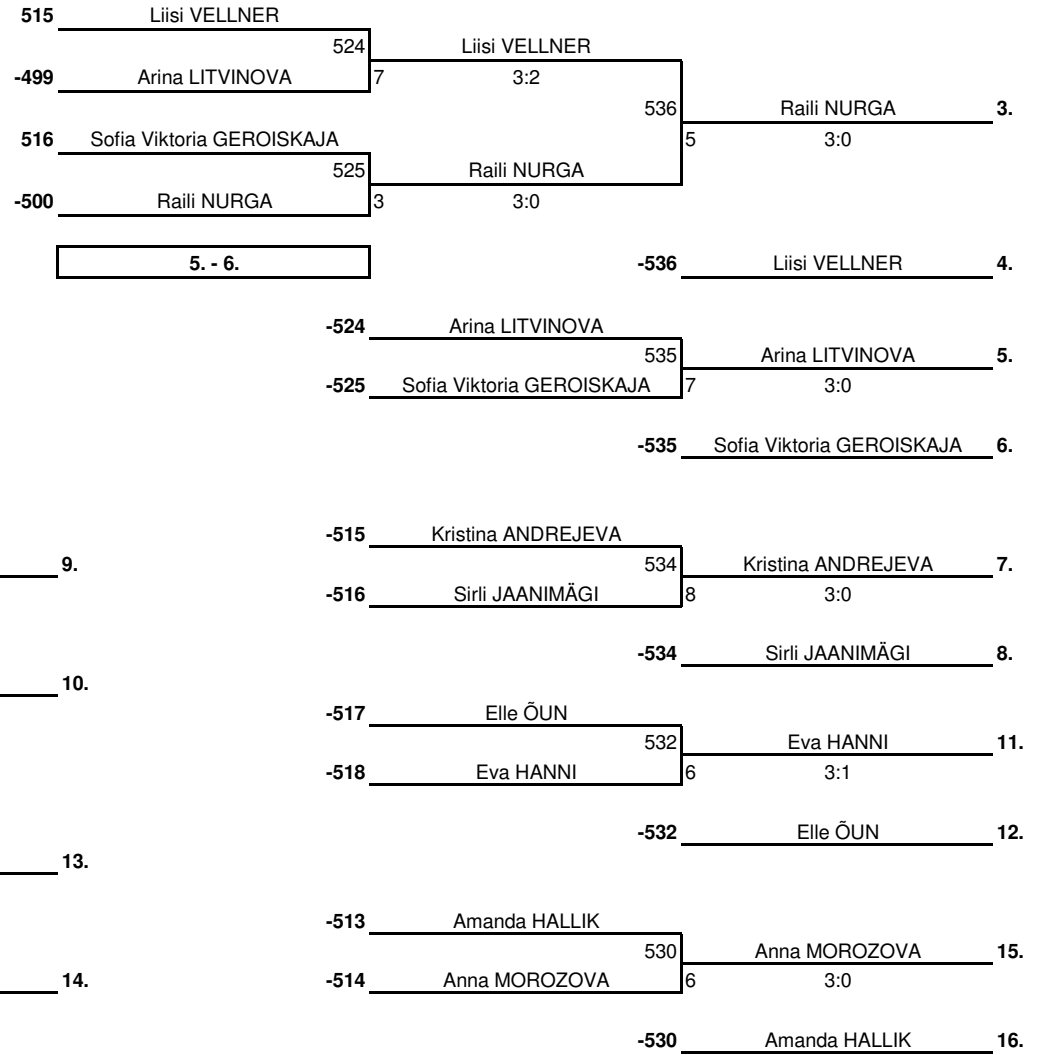 515 Liisi VELLNER
524 Liisi VELLNER
-499 Arina LITVINOVA 7 3:2
536 Raili NURGA 3.
516 Sofia Viktoria GEROISKAJA 5 3:0
525 Raili NURGA
-500 Raili NURGA 3 3:0
5. - 6. -536 Liisi VELLNER 4.
-524 Arina LITVINOVA
535 Arina LITVINOVA 5.
-525 Sofia Viktoria GEROISKAJA 7 3:0
-535 Sofia Viktoria GEROISKAJA 6.
-515 Kristina ANDREJEVA
9. 534 Kristina ANDREJEVA 7.
-516 Sirli JAANIMÄGI 8 3:0
-534 Sirli JAANIMÄGI 8.
10.
-517 Elle ÕUN
532 Eva HANNI 11.
-518 Eva HANNI 6 3:1
-532 Elle ÕUN 12.
13.
-513 Amanda HALLIK
530 Anna MOROZOVA 15.
14. -514 Anna MOROZOVA 6 3:0
-530 Amanda HALLIK 16.